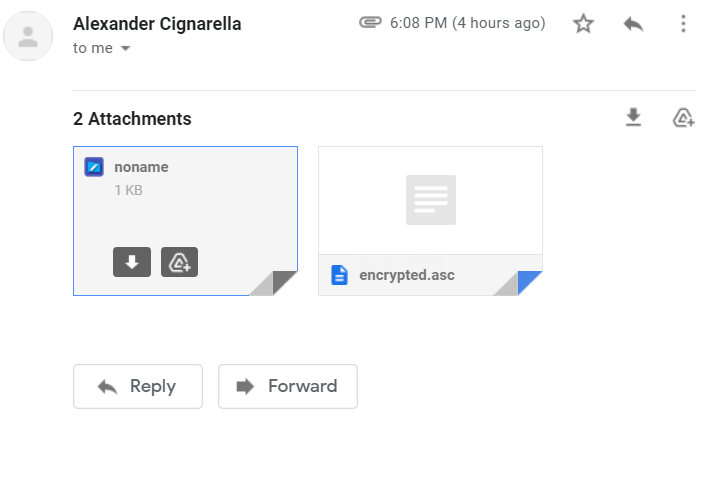 Alexander Cignarella
6:08 PM (4 hours ago)
to me
2 Attachments
noname
1 KB
encrypted.asc
Reply
Forward